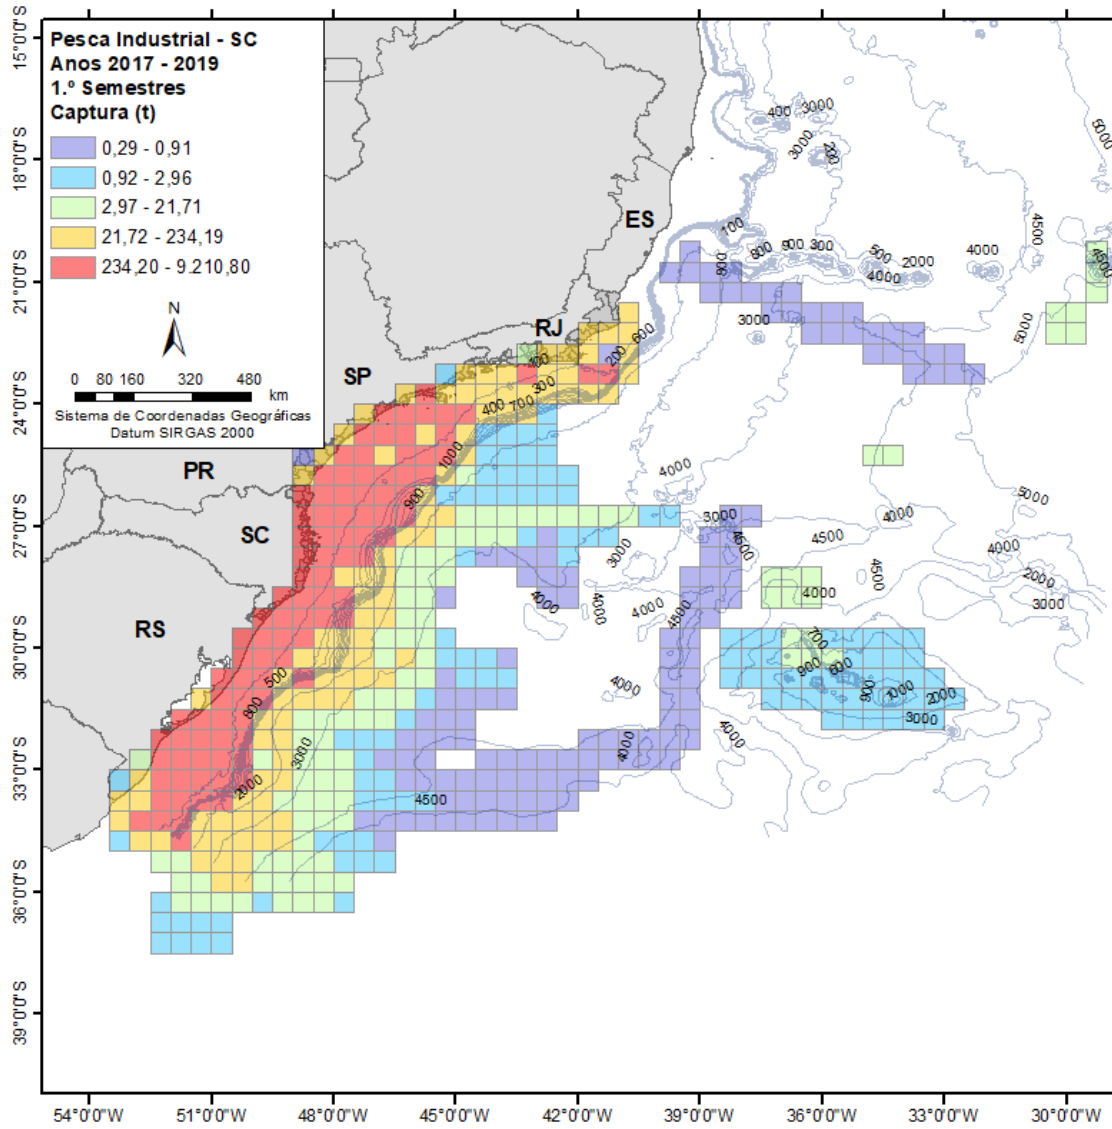 Pesca Industrial - SC
Anos 2017 - 2019
1.º Semestres
Captura (t)
0,29 - 0,91
0,92 - 2,96
2,97 - 21,71
21,72 - 234,19
234,20 - 9.210,80
N
0 80 160 320 480
km
Sistema de Coordenadas Geográficas
Datum SIRGAS 2000
15°0'0"S
18°0'0"S
21°0'0"S
24°0'0"S
27°0'0"S
30°0'0"S
33°0'0"S
36°0'0"S
39°0'0"S
ES
RJ
SP
PR
SC
RS
400
3000
3000
200
5000
100
800
900
300
500
2000
4000
4000
4500
4500
800
3000
5000
600
200
400
300
700
400
1000
900
4000
3000
4500
4000
5000
4500
4000
2000
3000
3000
4500
4000
4000
4000
4500
4000
700
900
600
1000
2000
3000
4000
4000
4000
500
800
3000
2000
4500
54°0'0"W
51°0'0"W
48°0'0"W
45°0'0"W
42°0'0"W
39°0'0"W
36°0'0"W
33°0'0"W
30°0'0"W